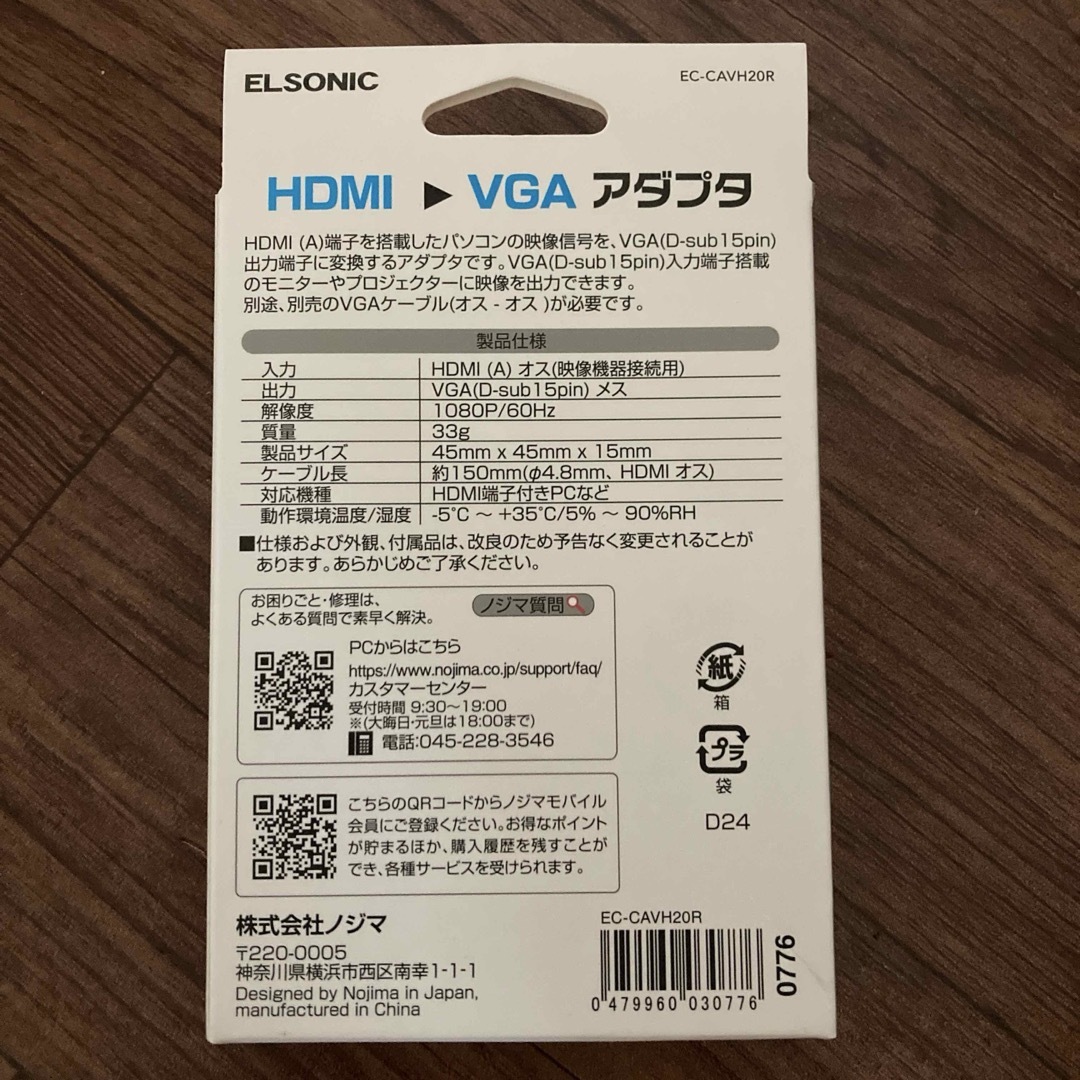 ELSONIC
EC-CAVH20R
HDMI ▶ VGA アダプタ
HDMI (A)端子を搭載したパソコンの映像信号を、VGA(D-sub15pin)
出力端子に変換するアダプタです。VGA(D-sub15pin)入力端子搭載
のモニターやプロジェクターに映像を出力できます。
別途、別売のVGAケーブル(オス - オス )が必要です。
製品仕様
入力 HDMI (A) オス(映像機器接続用)
出力 VGA(D-sub15pin) メス
解像度 1080P/60Hz
質量 33g
製品サイズ 45mm x 45mm x 15mm
ケーブル長 約150mm(φ4.8mm、HDMI オス)
対応機種 HDMI端子付きPCなど
動作環境温度/湿度 -5℃ ～ +35℃/5% ～ 90%RH
■仕様および外観、付属品は、改良のため予告なく変更されることが
あります。あらかじめご了承ください。
お困りごと・修理は、
よくある質問で素早く解決。
ノジマ質問
PCからはこちら
https://www.nojima.co.jp/support/faq/
カスタマーセンター
受付時間 9:30～19:00
※(大晦日・元旦は18:00まで)
電話:045-228-3546
紙
箱
プラ
袋
D24
こちらのQRコードからノジマモバイル
会員にご登録ください。お得なポイント
が貯まるほか、購入履歴を残すことが
でき、各種サービスを受けられます。
株式会社ノジマ
〒220-0005
神奈川県横浜市西区南幸1-1-1
Designed by Nojima in Japan,
manufactured in China
EC-CAVH20R
0 479960 030776
0776